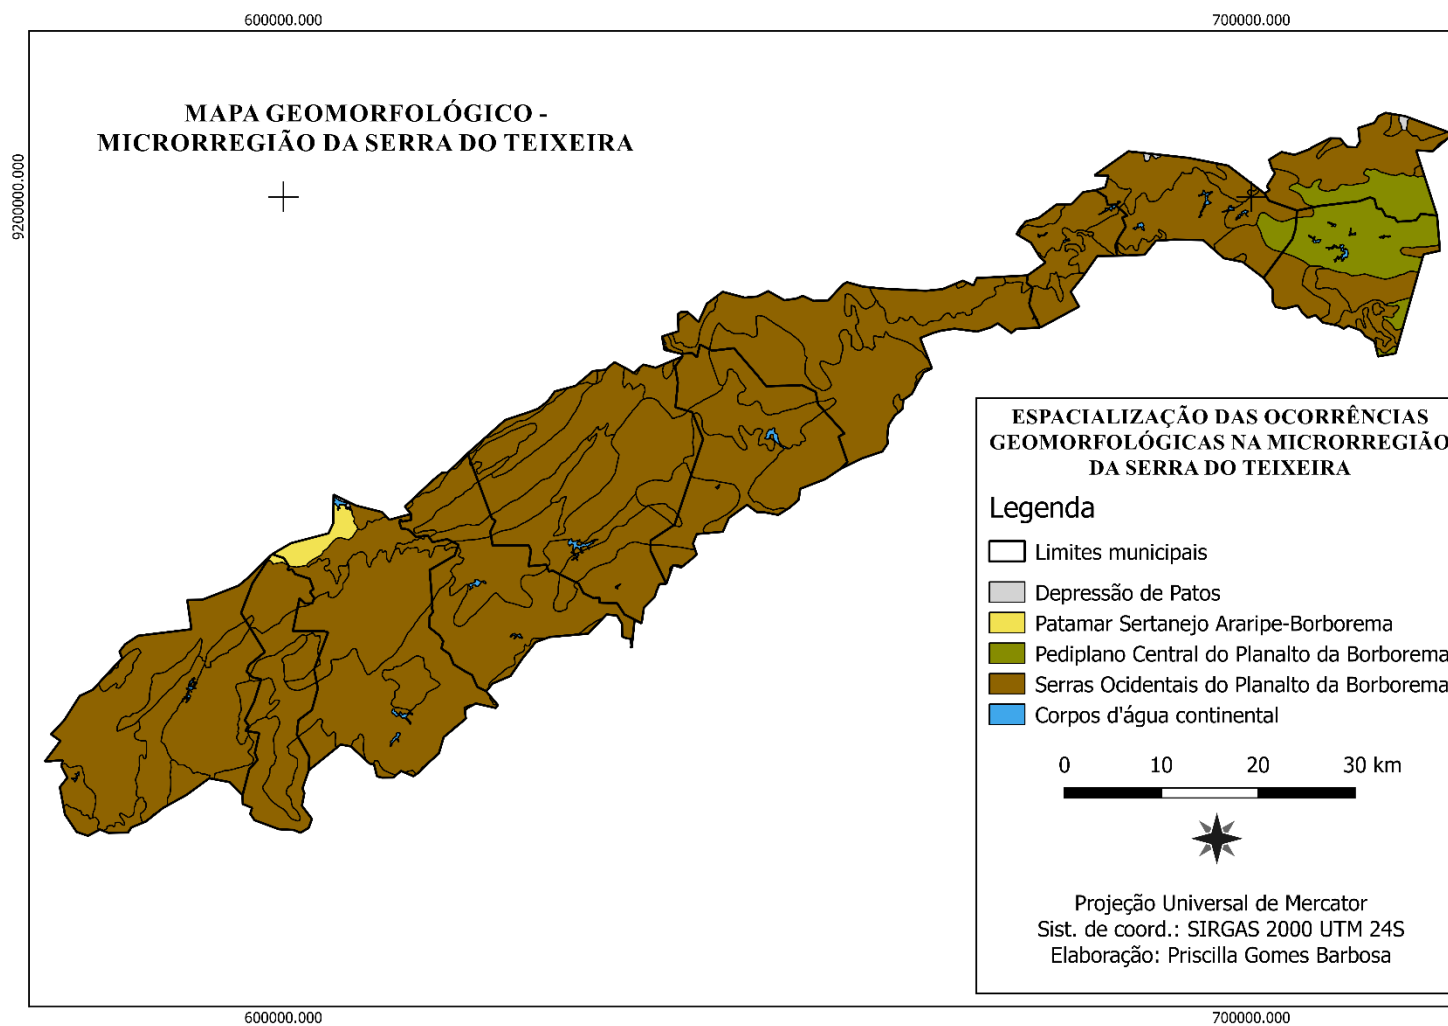 600000.000
700000.000
MAPA GEOMORFOLÓGICO -
MICRORREGIÃO DA SERRA DO TEIXEIRA
9200000.000
9200000.000
ESPACIALIZAÇÃO DAS OCORRÊNCIAS
GEOMORFOLÓGICAS NA MICRORREGIÃO
DA SERRA DO TEIXEIRA
Legenda
Limites municipais
Depressão de Patos
Patamar Sertanejo Araripe-Borborema
Pediplano Central do Planalto da Borborema
Serras Ocidentais do Planalto da Borborema
Corpos d'água continental
0 10 20 30 km
Projeção Universal de Mercator
Sist. de coord.: SIRGAS 2000 UTM 24S
Elaboração: Priscilla Gomes Barbosa
600000.000
700000.000